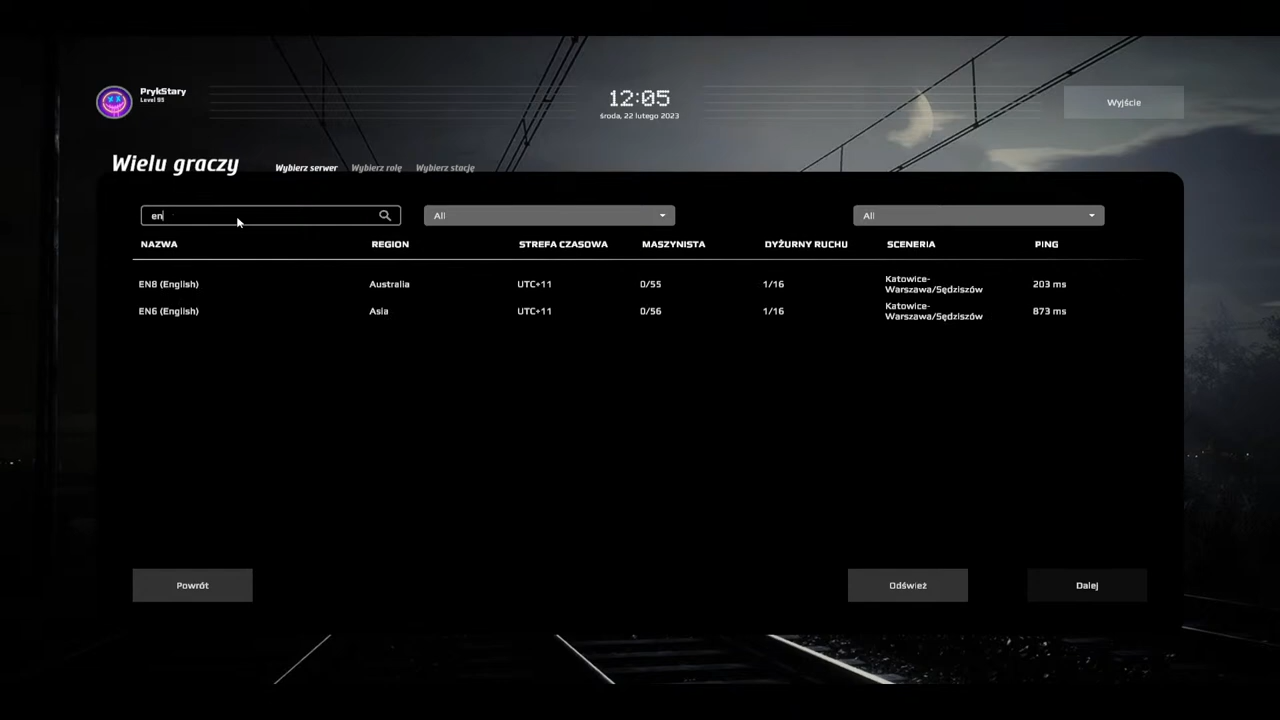 PrykStary
Level 95
12:05
środa, 22 lutego 2023
Wyjście
Wielu graczy
Wybierz serwer
Wybierz rolę
Wybierz stację
en
All
All
NAZWA REGION STREFA CZASOWA MASZYNISTA DYŻURNY RUCHU SCENERIA PING
EN8 (English) Australia UTC+11 0/55 1/16 Katowice-
Warszawa/Sędziszów 203 ms
EN6 (English) Asia UTC+11 0/56 1/16 Katowice-
Warszawa/Sędziszów 873 ms
Powrót
Odśwież
Dalej